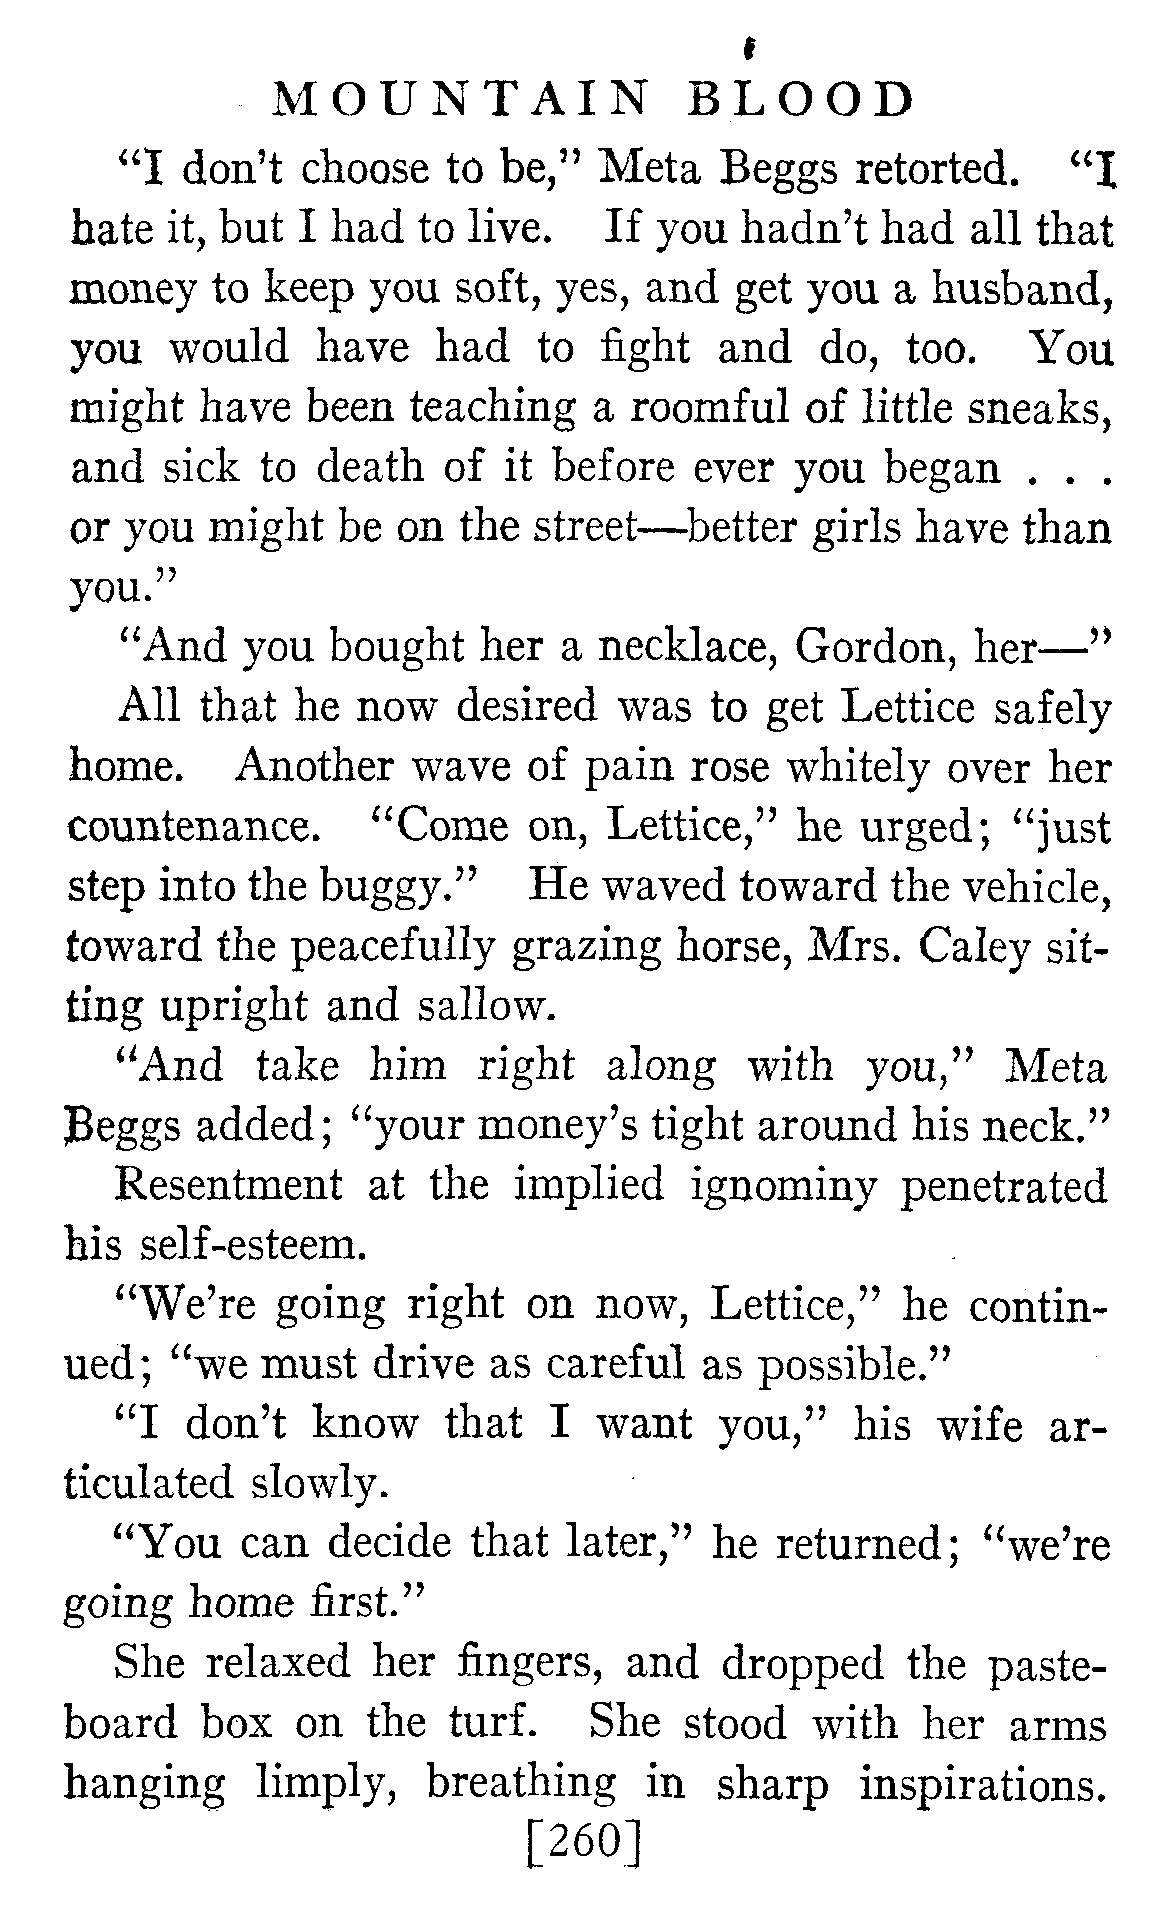 MOUNTAIN BLOOD
“I don’t choose to be,” Meta Beggs retorted. “I
hate it, but I had to live. If you hadn’t had all that
money to keep you soft, yes, and get you a husband,
you would have had to fight and do, too. You
might have been teaching a roomful of little sneaks,
and sick to death of it before ever you began . . .
or you might be on the street—better girls have than
you.”
“And you bought her a necklace, Gordon, her—”
All that he now desired was to get Lettice safely
home. Another wave of pain rose whitely over her
countenance. “Come on, Lettice,” he urged; “just
step into the buggy.” He waved toward the vehicle,
toward the peacefully grazing horse, Mrs. Caley sit-
ting upright and sallow.
“And take him right along with you,” Meta
Beggs added; “your money’s tight around his neck.”
Resentment at the implied ignominy penetrated
his self-esteem.
“We’re going right on now, Lettice,” he contin-
ued; “we must drive as careful as possible.”
“I don’t know that I want you,” his wife ar-
ticulated slowly.
“You can decide that later,” he returned; “we’re
going home first.”
She relaxed her fingers, and dropped the paste-
board box on the turf. She stood with her arms
hanging limply, breathing in sharp inspirations.
[260]